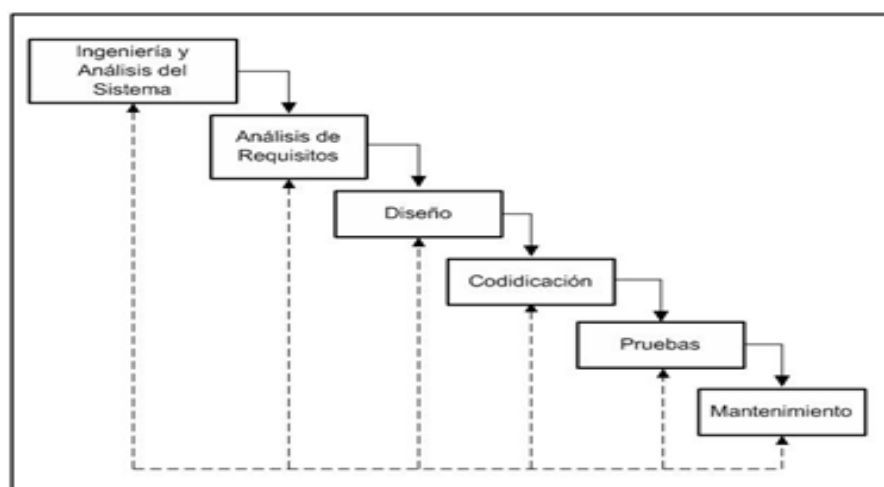 Ingeniería y
Análisis del
Sistema
Análisis de
Requisitos
Diseño
Codidicación
Pruebas
Mantenimiento